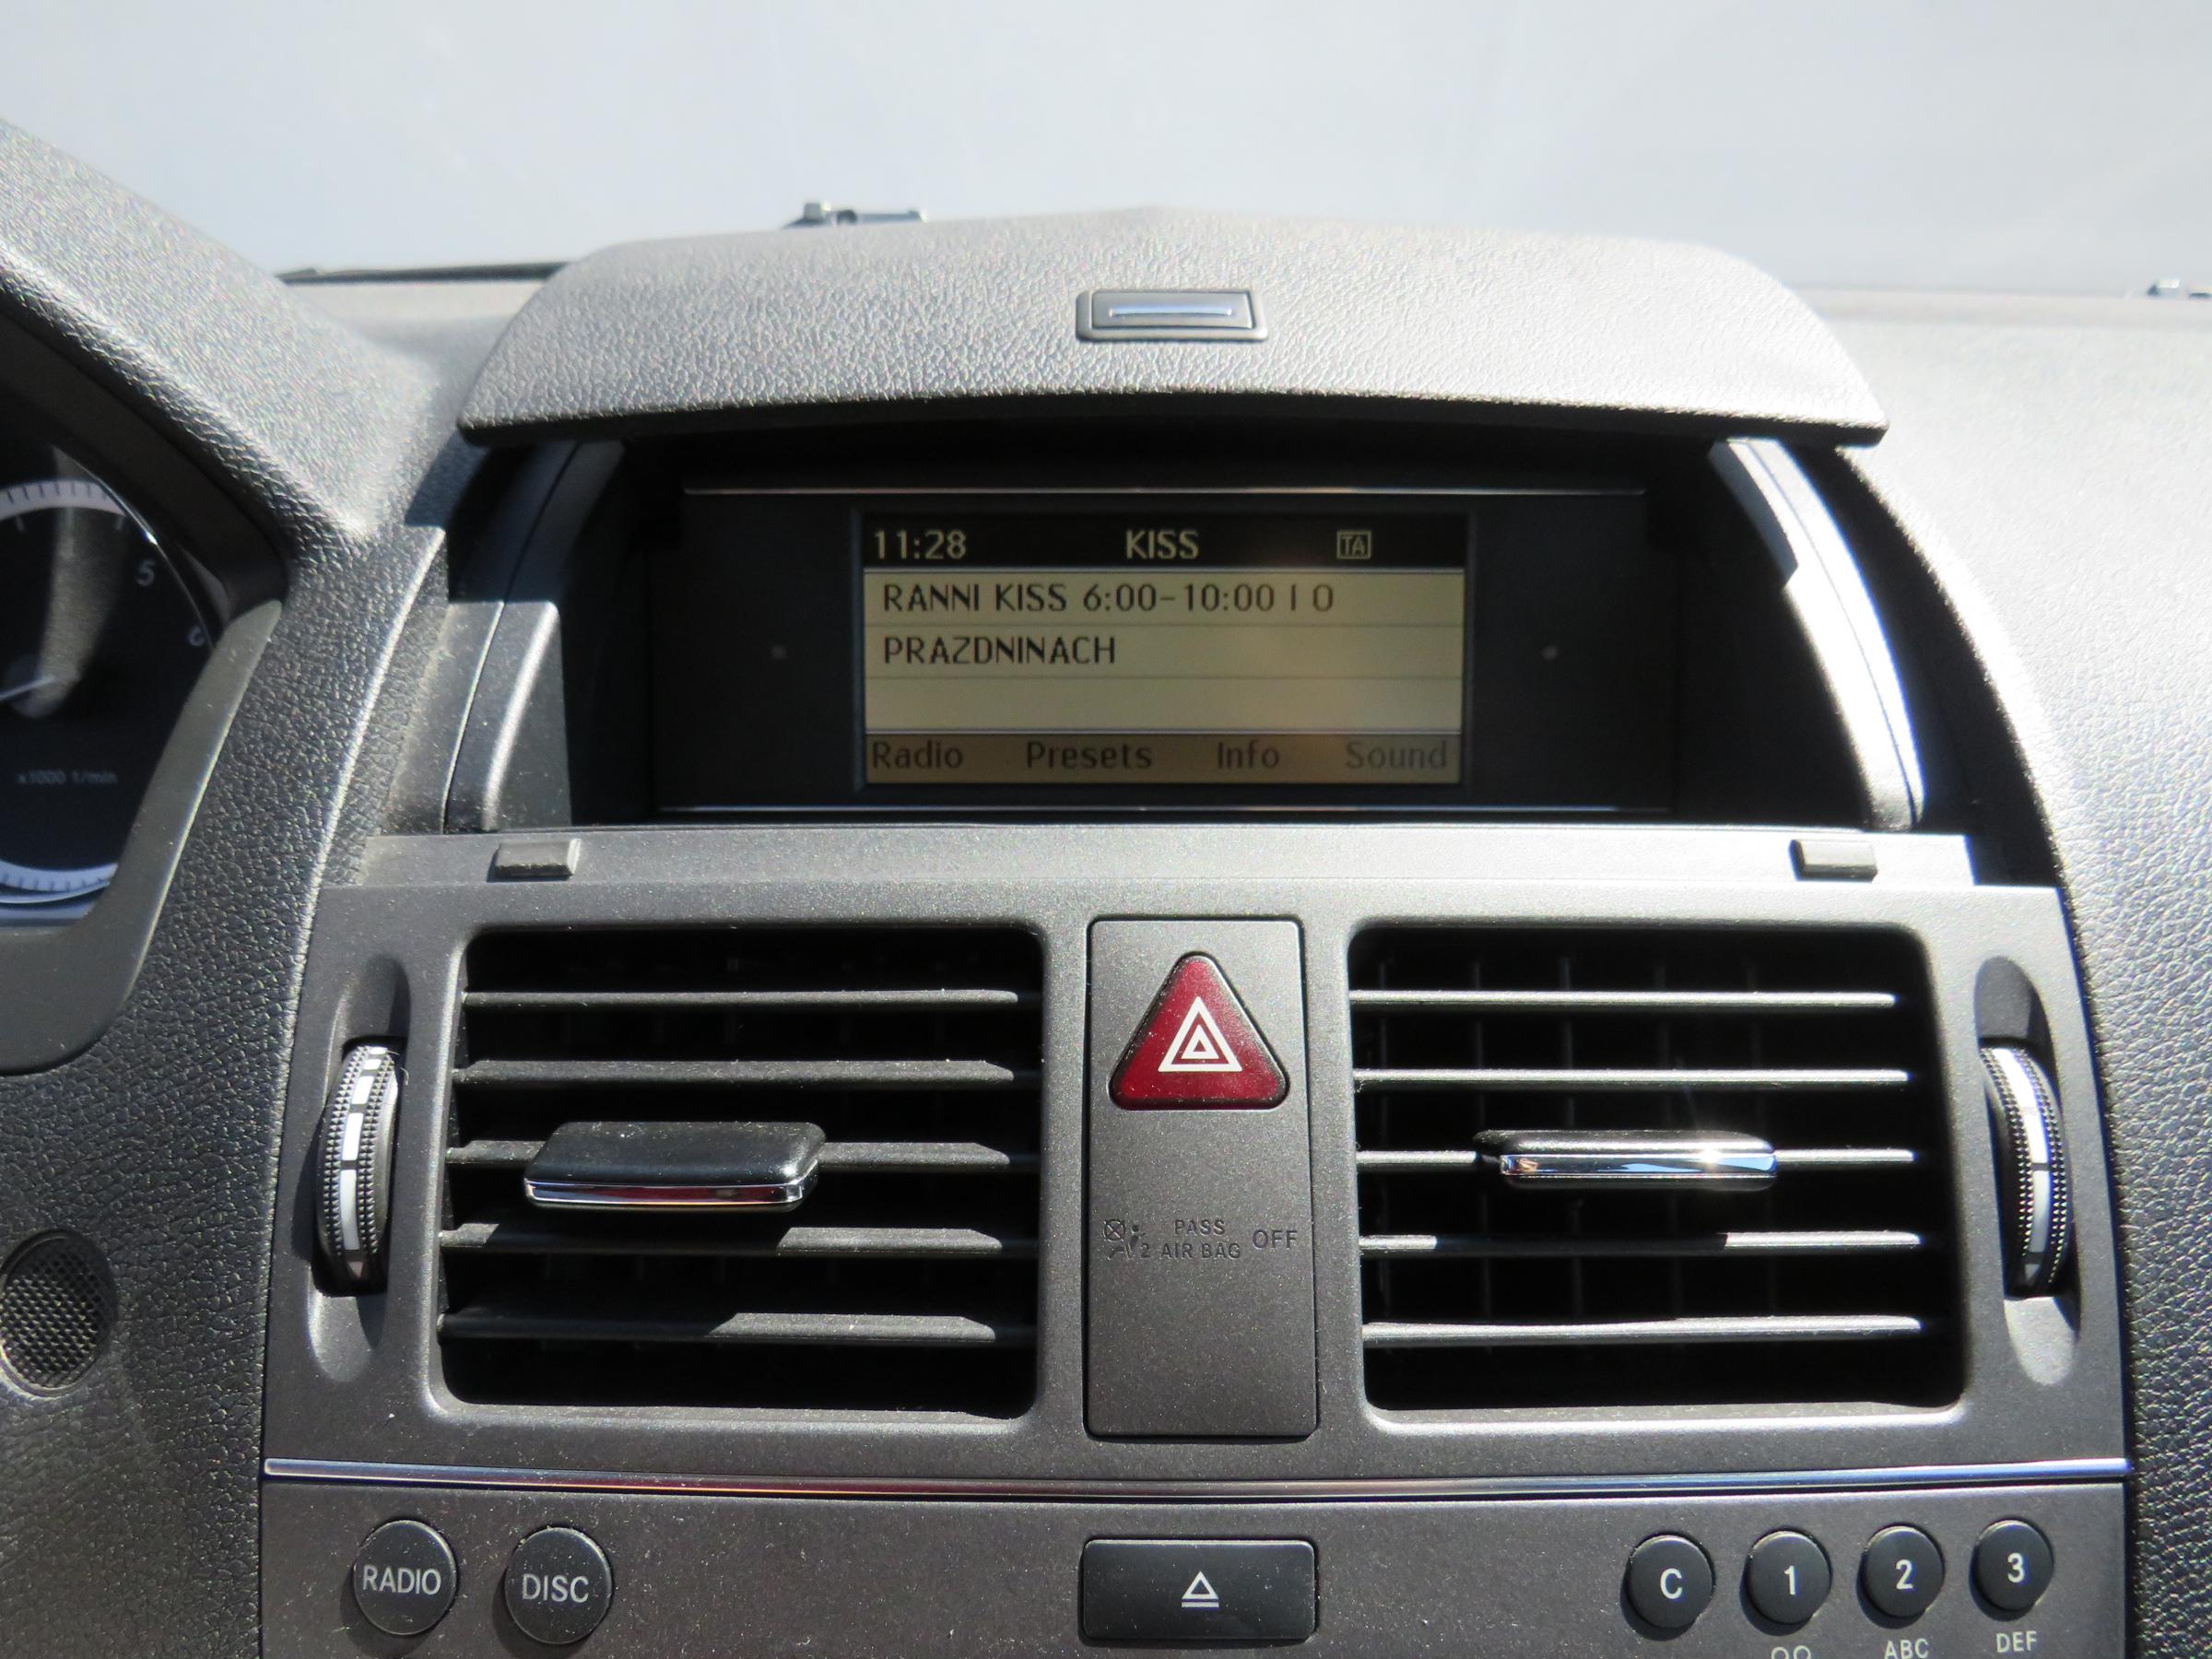 11:28 KISS TA
RANNI KISS 6:00-10:00 I O
PRAZDNINACH
Radio Presets Info Sound
5
x1000 1/min
PASS
2 AIR BAG OFF
RADIO DISC C 1 2 3
ABC DEF